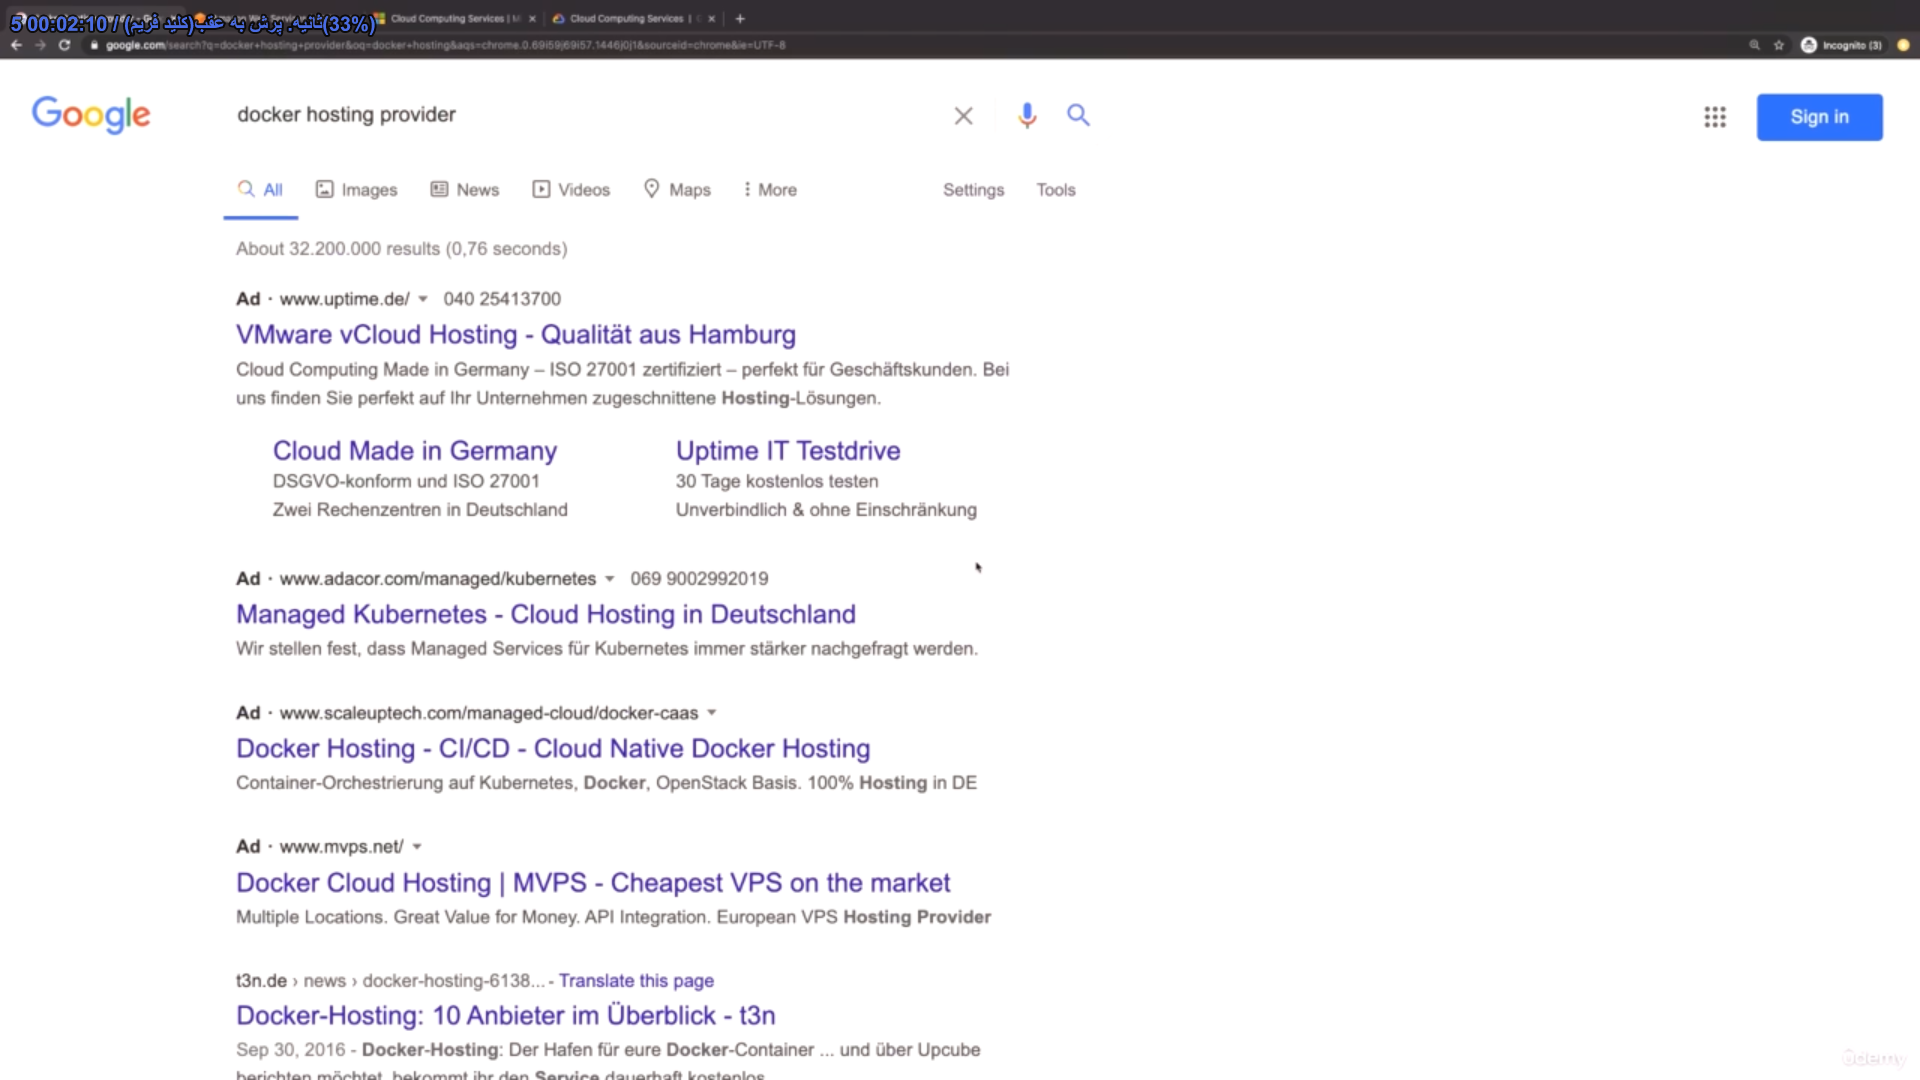 5 00:02:10 / (33%)ثانیه. پرش به عقب(کلید فریم)
Cloud Computing Services | M
Cloud Computing Services | G
google.com/search?q=docker+hosting+provider&oq=docker+hosting&aqs=chrome.0.69i59j69i57.1446j0j1&sourceid=chrome&ie=UTF-8
Incognito (3)
Google
docker hosting provider
Sign in
All
Images
News
Videos
Maps
More
Settings
Tools
About 32.200.000 results (0,76 seconds)
Ad · www.uptime.de/ 040 25413700
VMware vCloud Hosting - Qualität aus Hamburg
Cloud Computing Made in Germany – ISO 27001 zertifiziert – perfekt für Geschäftskunden. Bei
uns finden Sie perfekt auf Ihr Unternehmen zugeschnittene Hosting-Lösungen.
Cloud Made in Germany
DSGVO-konform und ISO 27001
Zwei Rechenzentren in Deutschland
Uptime IT Testdrive
30 Tage kostenlos testen
Unverbindlich & ohne Einschränkung
Ad · www.adacor.com/managed/kubernetes 069 9002992019
Managed Kubernetes - Cloud Hosting in Deutschland
Wir stellen fest, dass Managed Services für Kubernetes immer stärker nachgefragt werden.
Ad · www.scaleuptech.com/managed-cloud/docker-caas
Docker Hosting - CI/CD - Cloud Native Docker Hosting
Container-Orchestrierung auf Kubernetes, Docker, OpenStack Basis. 100% Hosting in DE
Ad · www.mvps.net/
Docker Cloud Hosting | MVPS - Cheapest VPS on the market
Multiple Locations. Great Value for Money. API Integration. European VPS Hosting Provider
t3n.de › news › docker-hosting-6138... - Translate this page
Docker-Hosting: 10 Anbieter im Überblick - t3n
Sep 30, 2016 - Docker-Hosting: Der Hafen für eure Docker-Container ... und über Upcube
berichten möchtet, bekommt ihr den Service dauerhaft kostenlos.
ûdemy